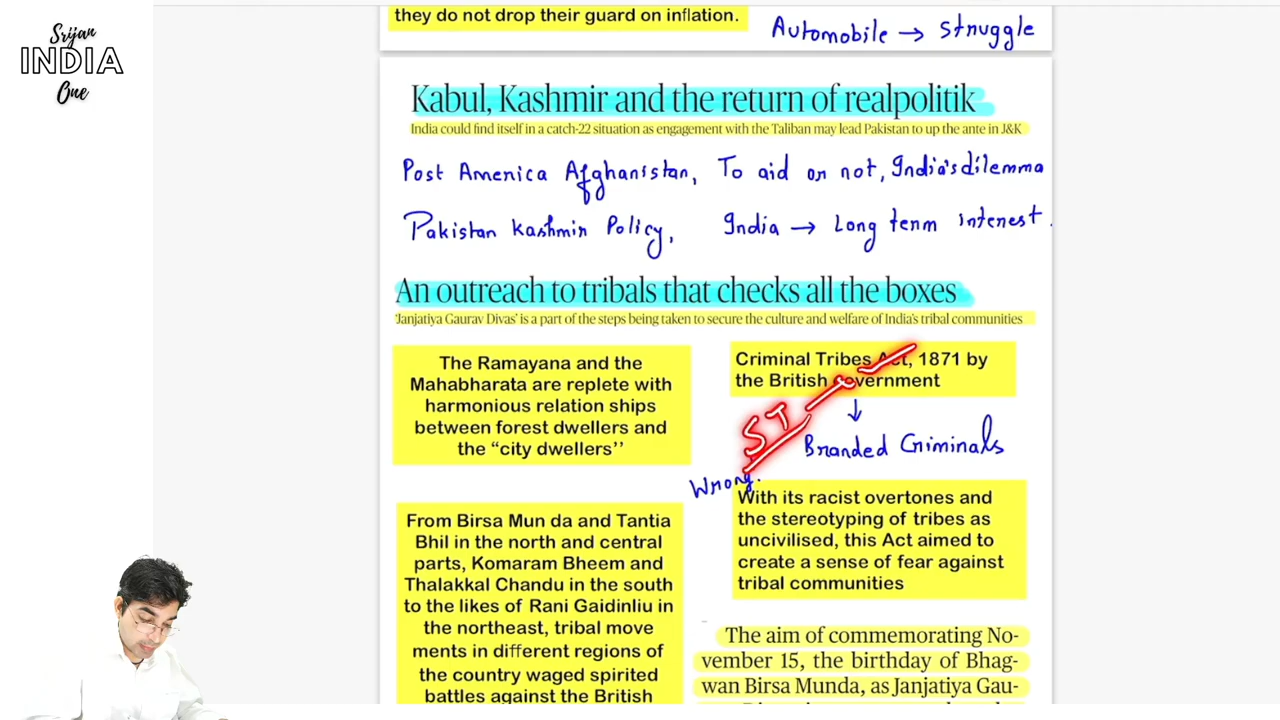 Srijan
INDIA
One
they do not drop their guard on inflation.
Automobile → Struggle
Kabul, Kashmir and the return of realpolitik
India could find itself in a catch-22 situation as engagement with the Taliban may lead Pakistan to up the ante in J&K
Post America Afghanistan, To aid or not, India's dilemma
Pakistan Kashmir Policy, India → Long term interest.
An outreach to tribals that checks all the boxes
'Janjatiya Gaurav Divas' is a part of the steps being taken to secure the culture and welfare of India's tribal communities
The Ramayana and the
Mahabharata are replete with
harmonious relation ships
between forest dwellers and
the "city dwellers''
Criminal Tribes Act, 1871 by
the British Government
ST
↓
Branded Criminals
Wrong.
With its racist overtones and
the stereotyping of tribes as
uncivilised, this Act aimed to
create a sense of fear against
tribal communities
From Birsa Mun da and Tantia
Bhil in the north and central
parts, Komaram Bheem and
Thalakkal Chandu in the south
to the likes of Rani Gaidinliu in
the northeast, tribal move
ments in different regions of
the country waged spirited
battles against the British
The aim of commemorating No-
vember 15, the birthday of Bhag-
wan Birsa Munda, as Janjatiya Gau-